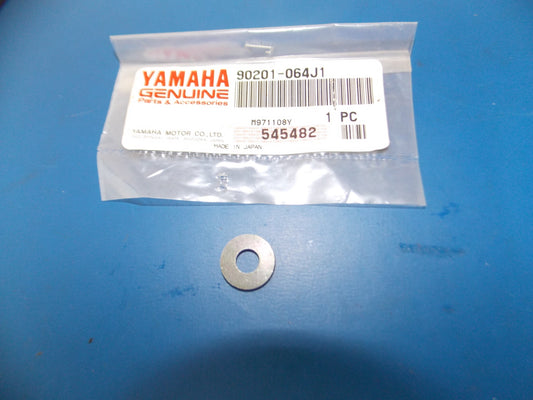 YAMAHA 90201-064J1
GENUINE
Parts & Accessories
M971108Y 1 PC
YAMAHA MOTOR CO., LTD. 545482
MADE IN JAPAN